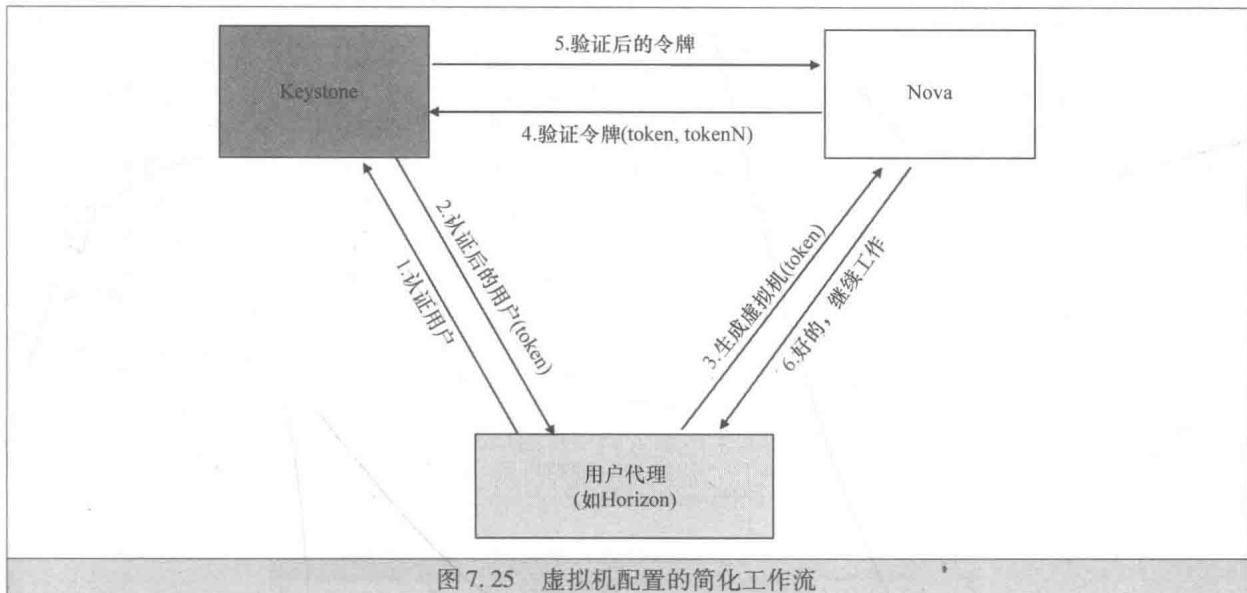 5.验证后的令牌
Keystone
Nova
4.验证令牌(token, tokenN)
1.认证用户
2.认证后的用户(token)
3.生成虚拟机(token)
6.好的，继续工作
用户代理
(如Horizon)
图 7.25 虚拟机配置的简化工作流